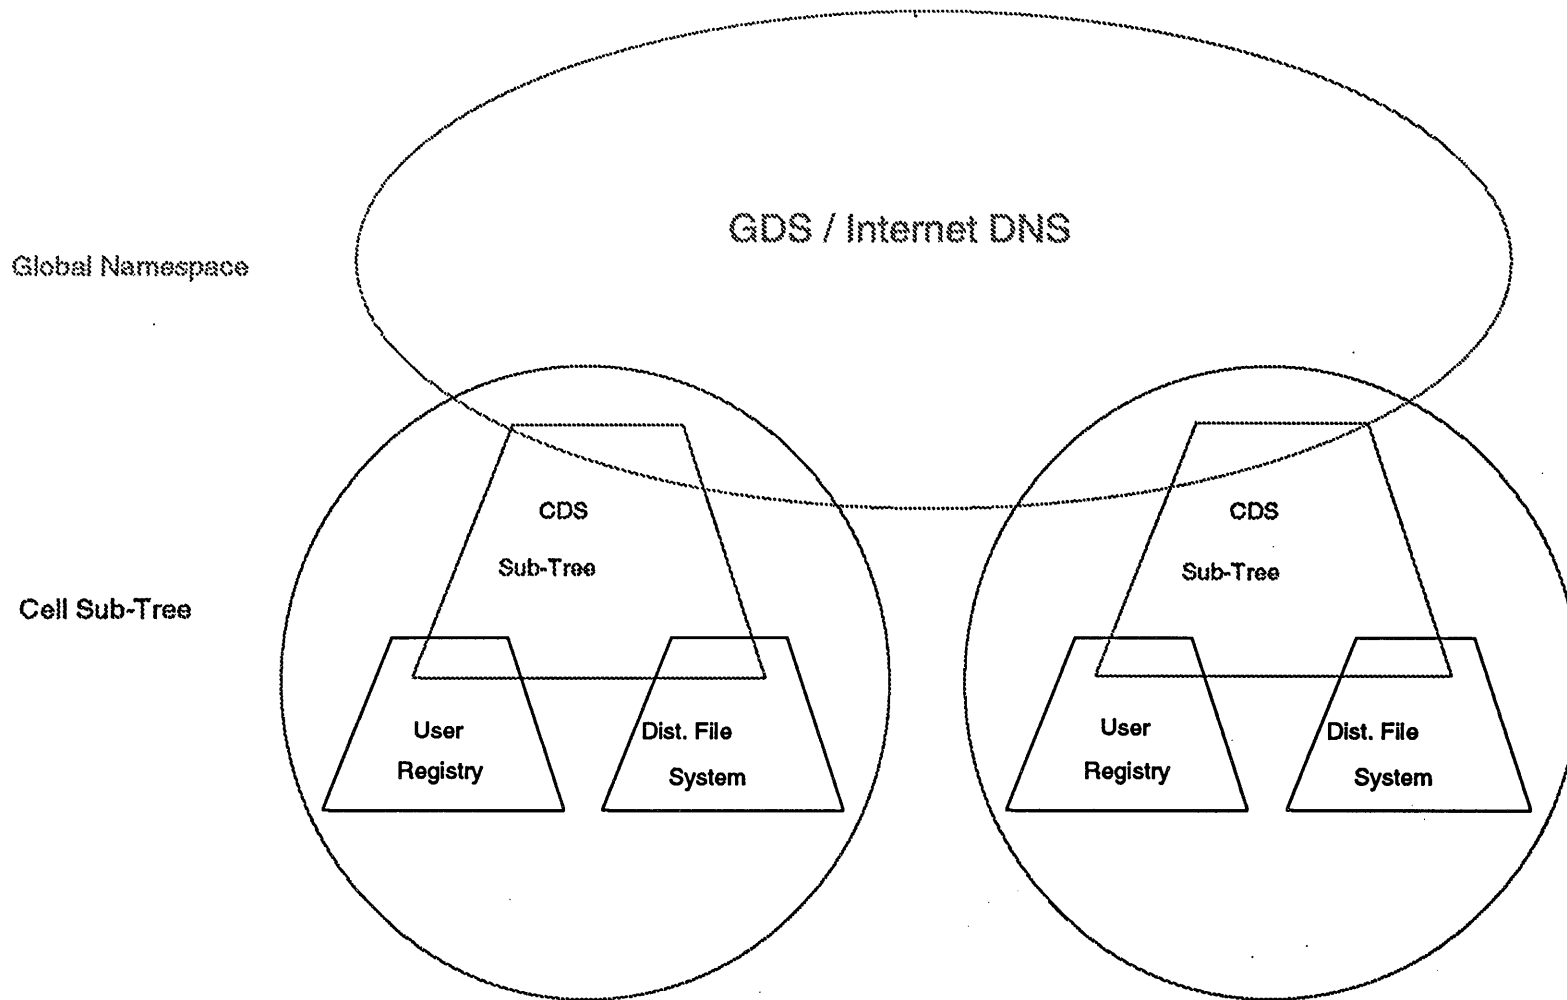 GDS / Internet DNS
Global Namespace
CDS
Sub-Tree
CDS
Sub-Tree
Cell Sub-Tree
User
Registry
Dist. File
System
User
Registry
Dist. File
System